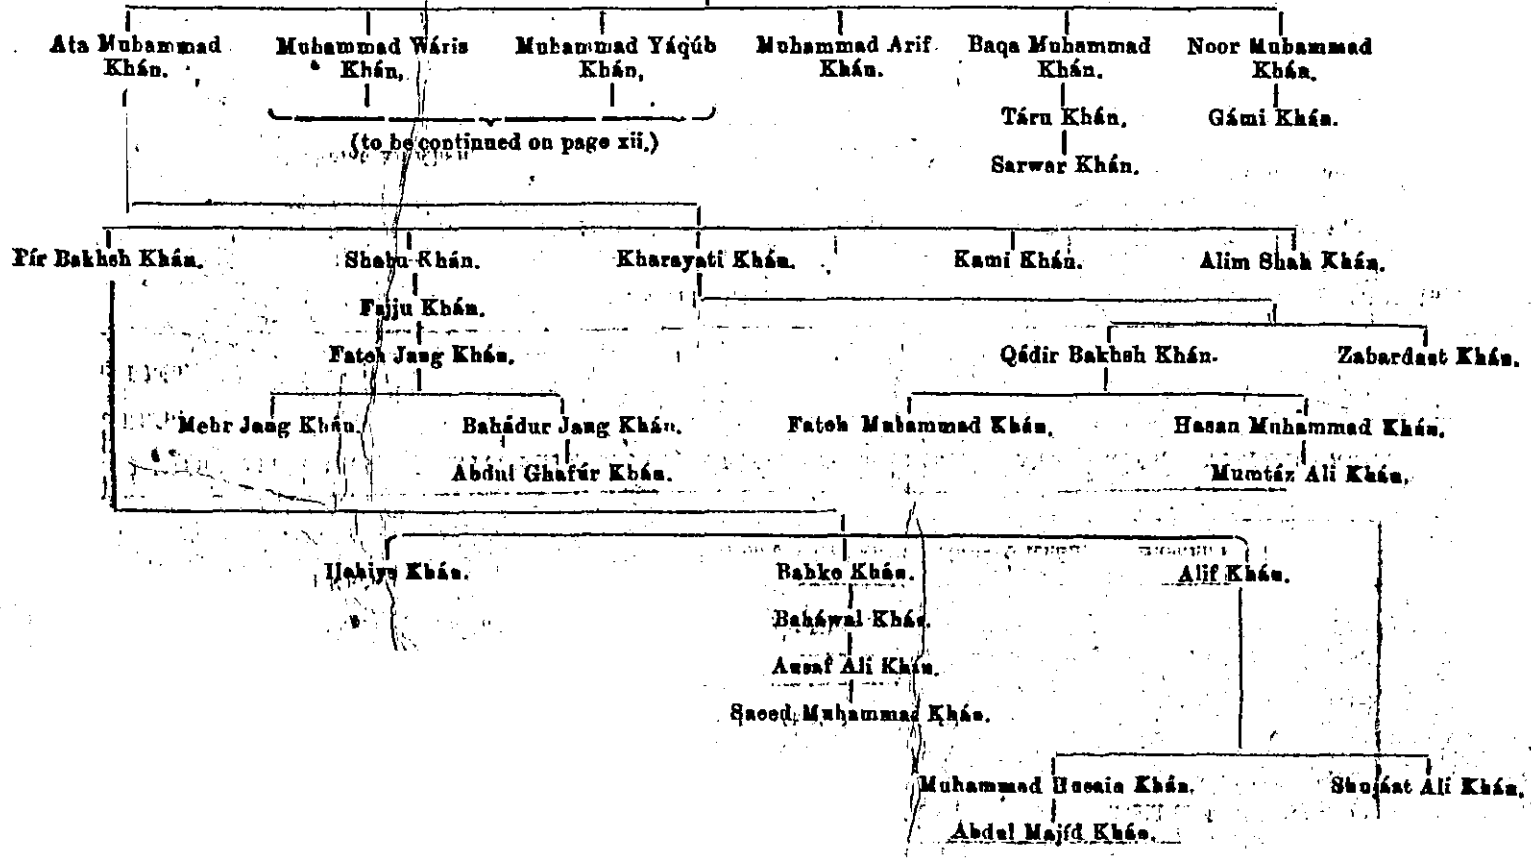 Ata Muhammad Khán.
Muhammad Wáris Khán,
Muhammad Yáqúb Khán,
Muhammad Arif Khán.
Baqa Muhammad Khán.
Noor Muhammad Khán.
Táru Khán.
Gámi Khán.
(to be continued on page xii.)
Sarwar Khán.
Pír Bakhsh Khán.
Shabu Khán.
Kharayati Khán.
Kami Khán.
Alim Shah Khán.
Fajju Khán.
Fateh Jang Khán.
Qádir Bakhsh Khán.
Zabardast Khán.
Mehr Jang Khán.
Bahádur Jang Khán.
Fateh Muhammad Khán.
Hasan Muhammad Khán.
Abdul Ghafúr Khán.
Mumtáz Ali Khán.
Khán.
Babko Khán.
Alif Khán.
Baháwal Khán.
Ausaf Ali Khán.
Saeed Muhammad Khán.
Muhammad Husain Khán.
Shujáat Ali Khán.
Abdul Majíd Khán.